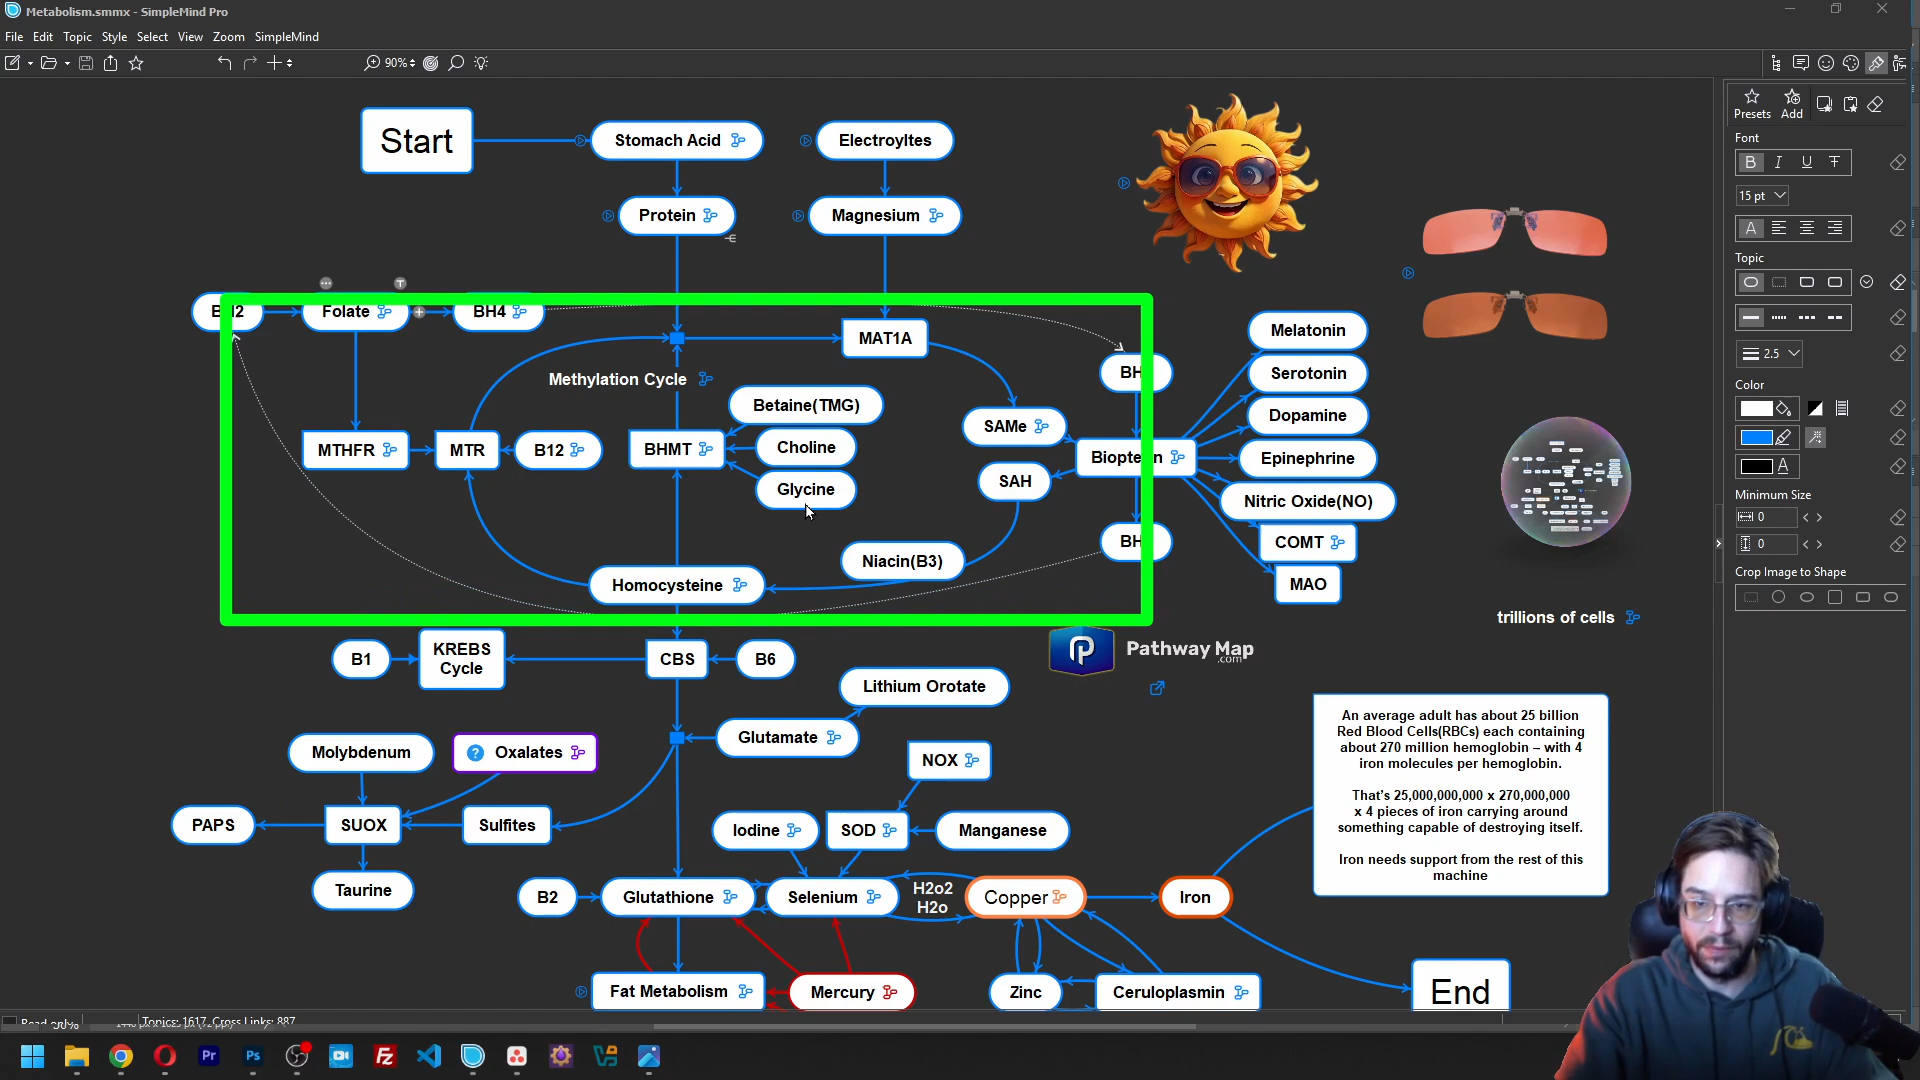 Metabolism.smmx - SimpleMind Pro
File Edit Topic Style Select View Zoom SimpleMind
90%
Presets Add
Font
B I U T
15 pt
A
Topic
2.5
Color
A
Minimum Size
0
0
Crop Image to Shape
Start
Stomach Acid
Electroyltes
Protein
Magnesium
T
Folate
BH4
MAT1A
Methylation Cycle
Betaine(TMG)
Choline
Glycine
MTHFR
MTR
B12
BHMT
SAMe
SAH
Niacin(B3)
Homocysteine
Melatonin
Serotonin
Dopamine
Epinephrine
Nitric Oxide(NO)
COMT
MAO
trillions of cells
B1
KREBS
Cycle
CBS
B6
Pathway Map
.com
Lithium Orotate
Glutamate
Molybdenum
? Oxalates
NOX
PAPS
SUOX
Sulfites
Iodine
SOD
Manganese
Taurine
B2
Glutathione
Selenium
H2o2
H2o
Copper
Iron
Fat Metabolism
Mercury
Zinc
Ceruloplasmin
End
An average adult has about 25 billion
Red Blood Cells(RBCs) each containing
about 270 million hemoglobin – with 4
iron molecules per hemoglobin.
That's 25,000,000,000 x 270,000,000
x 4 pieces of iron carrying around
something capable of destroying itself.
Iron needs support from the rest of this
machine
Topics: 1617, Cross Links: 887
Pr
Ps
Fz